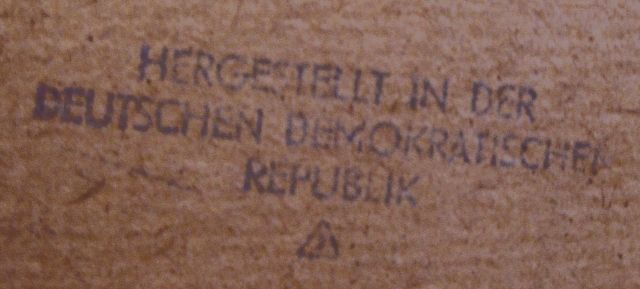 HERGESTELLT IN DER
DEUTSCHEN DEMOKRATISCHEN
REPUBLIK